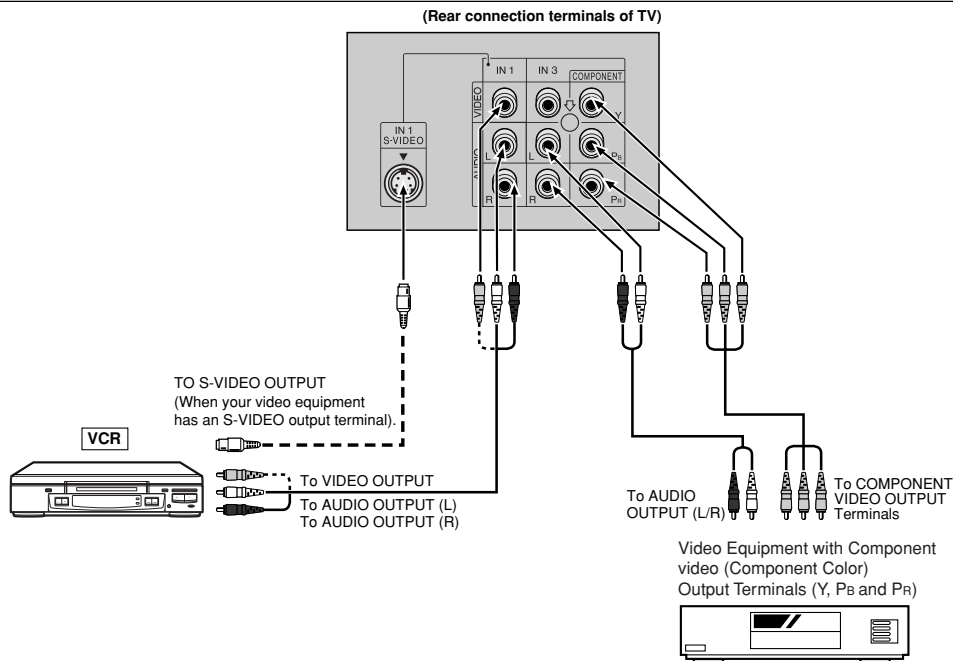 (Rear connection terminals of TV)
IN 1
IN 3
COMPONENT
VIDEO
Y
IN 1
S-VIDEO
AUDIO
L
L
PB
R
R
PR
TO S-VIDEO OUTPUT
(When your video equipment
has an S-VIDEO output terminal).
VCR
To VIDEO OUTPUT
To AUDIO OUTPUT (L)
To AUDIO OUTPUT (R)
To AUDIO
OUTPUT (L/R)
To COMPONENT
VIDEO OUTPUT
Terminals
Video Equipment with Component
video (Component Color)
Output Terminals (Y, PB and PR)